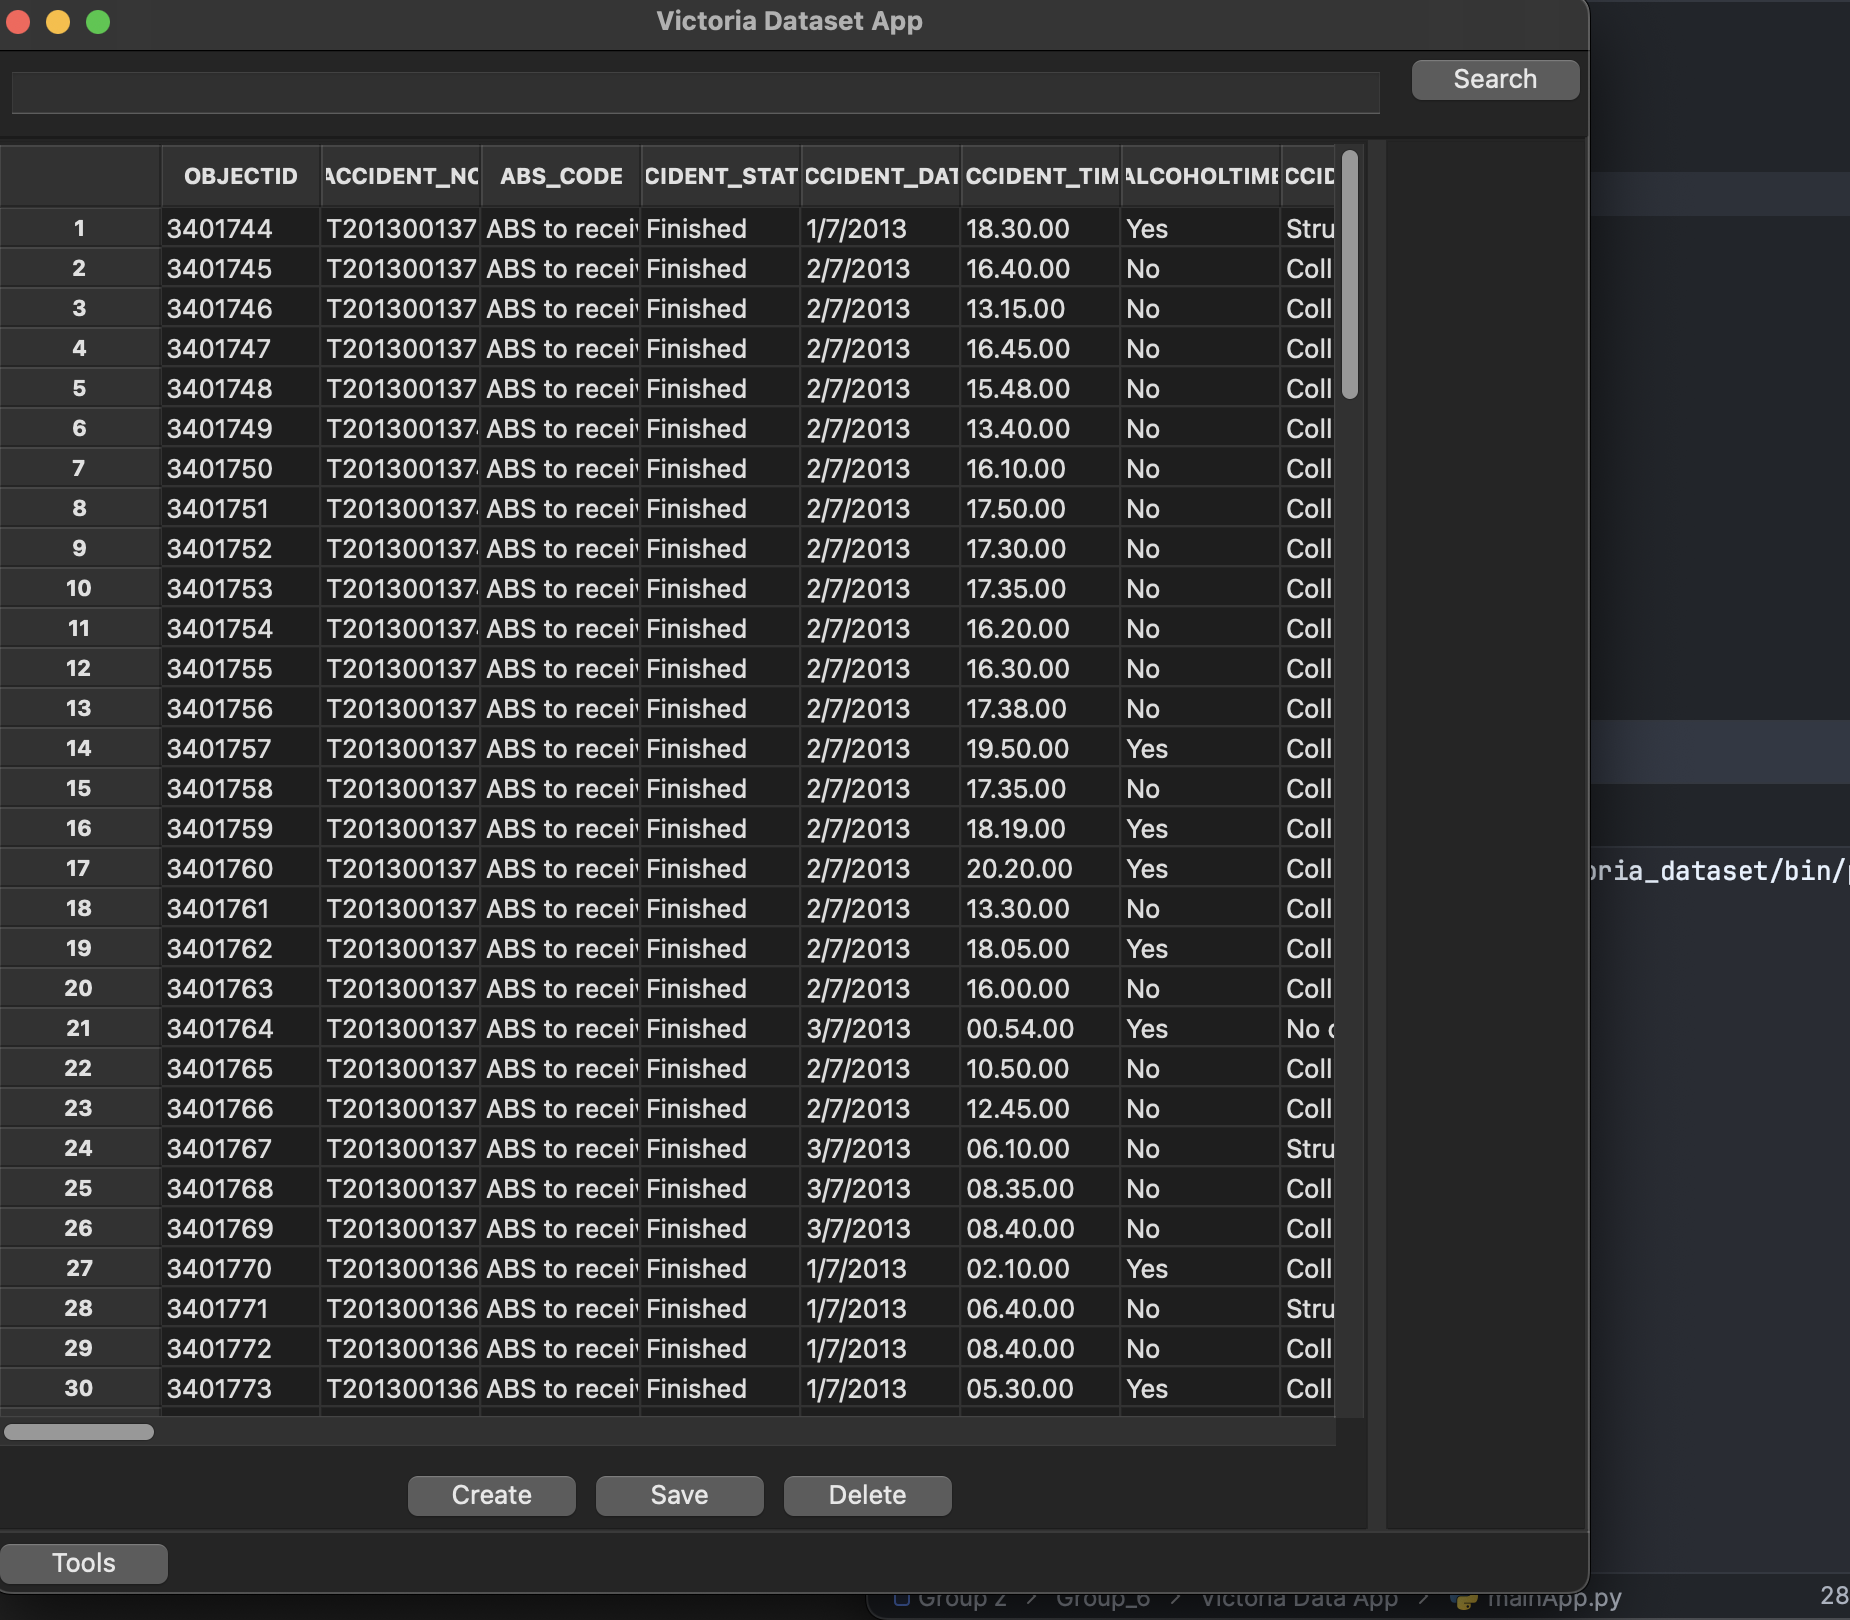 Victoria Dataset App
Search
OBJECTID ACCIDENT_NO ABS_CODE CIDENT_STAT CCIDENT_DAT CCIDENT_TIM ALCOHOLTIME CCID
1 3401744 T201300137 ABS to recei Finished 1/7/2013 18.30.00 Yes Stru
2 3401745 T201300137 ABS to recei Finished 2/7/2013 16.40.00 No Coll
3 3401746 T201300137 ABS to recei Finished 2/7/2013 13.15.00 No Coll
4 3401747 T201300137 ABS to recei Finished 2/7/2013 16.45.00 No Coll
5 3401748 T201300137 ABS to recei Finished 2/7/2013 15.48.00 No Coll
6 3401749 T201300137 ABS to recei Finished 2/7/2013 13.40.00 No Coll
7 3401750 T201300137 ABS to recei Finished 2/7/2013 16.10.00 No Coll
8 3401751 T201300137 ABS to recei Finished 2/7/2013 17.50.00 No Coll
9 3401752 T201300137 ABS to recei Finished 2/7/2013 17.30.00 No Coll
10 3401753 T201300137 ABS to recei Finished 2/7/2013 17.35.00 No Coll
11 3401754 T201300137 ABS to recei Finished 2/7/2013 16.20.00 No Coll
12 3401755 T201300137 ABS to recei Finished 2/7/2013 16.30.00 No Coll
13 3401756 T201300137 ABS to recei Finished 2/7/2013 17.38.00 No Coll
14 3401757 T201300137 ABS to recei Finished 2/7/2013 19.50.00 Yes Coll
15 3401758 T201300137 ABS to recei Finished 2/7/2013 17.35.00 No Coll
16 3401759 T201300137 ABS to recei Finished 2/7/2013 18.19.00 Yes Coll
17 3401760 T201300137 ABS to recei Finished 2/7/2013 20.20.00 Yes Coll
oria_dataset/bin/
18 3401761 T201300137 ABS to recei Finished 2/7/2013 13.30.00 No Coll
19 3401762 T201300137 ABS to recei Finished 2/7/2013 18.05.00 Yes Coll
20 3401763 T201300137 ABS to recei Finished 2/7/2013 16.00.00 No Coll
21 3401764 T201300137 ABS to recei Finished 3/7/2013 00.54.00 Yes No
22 3401765 T201300137 ABS to recei Finished 2/7/2013 10.50.00 No Coll
23 3401766 T201300137 ABS to recei Finished 2/7/2013 12.45.00 No Coll
24 3401767 T201300137 ABS to recei Finished 3/7/2013 06.10.00 No Stru
25 3401768 T201300137 ABS to recei Finished 3/7/2013 08.35.00 No Coll
26 3401769 T201300137 ABS to recei Finished 3/7/2013 08.40.00 No Coll
27 3401770 T201300136 ABS to recei Finished 1/7/2013 02.10.00 Yes Coll
28 3401771 T201300136 ABS to recei Finished 1/7/2013 06.40.00 No Stru
29 3401772 T201300136 ABS to recei Finished 1/7/2013 08.40.00 No Coll
30 3401773 T201300136 ABS to recei Finished 1/7/2013 05.30.00 Yes Coll
Create Save Delete
Tools
Group 2 Group_6 Victoria Data App mainApp.py 28